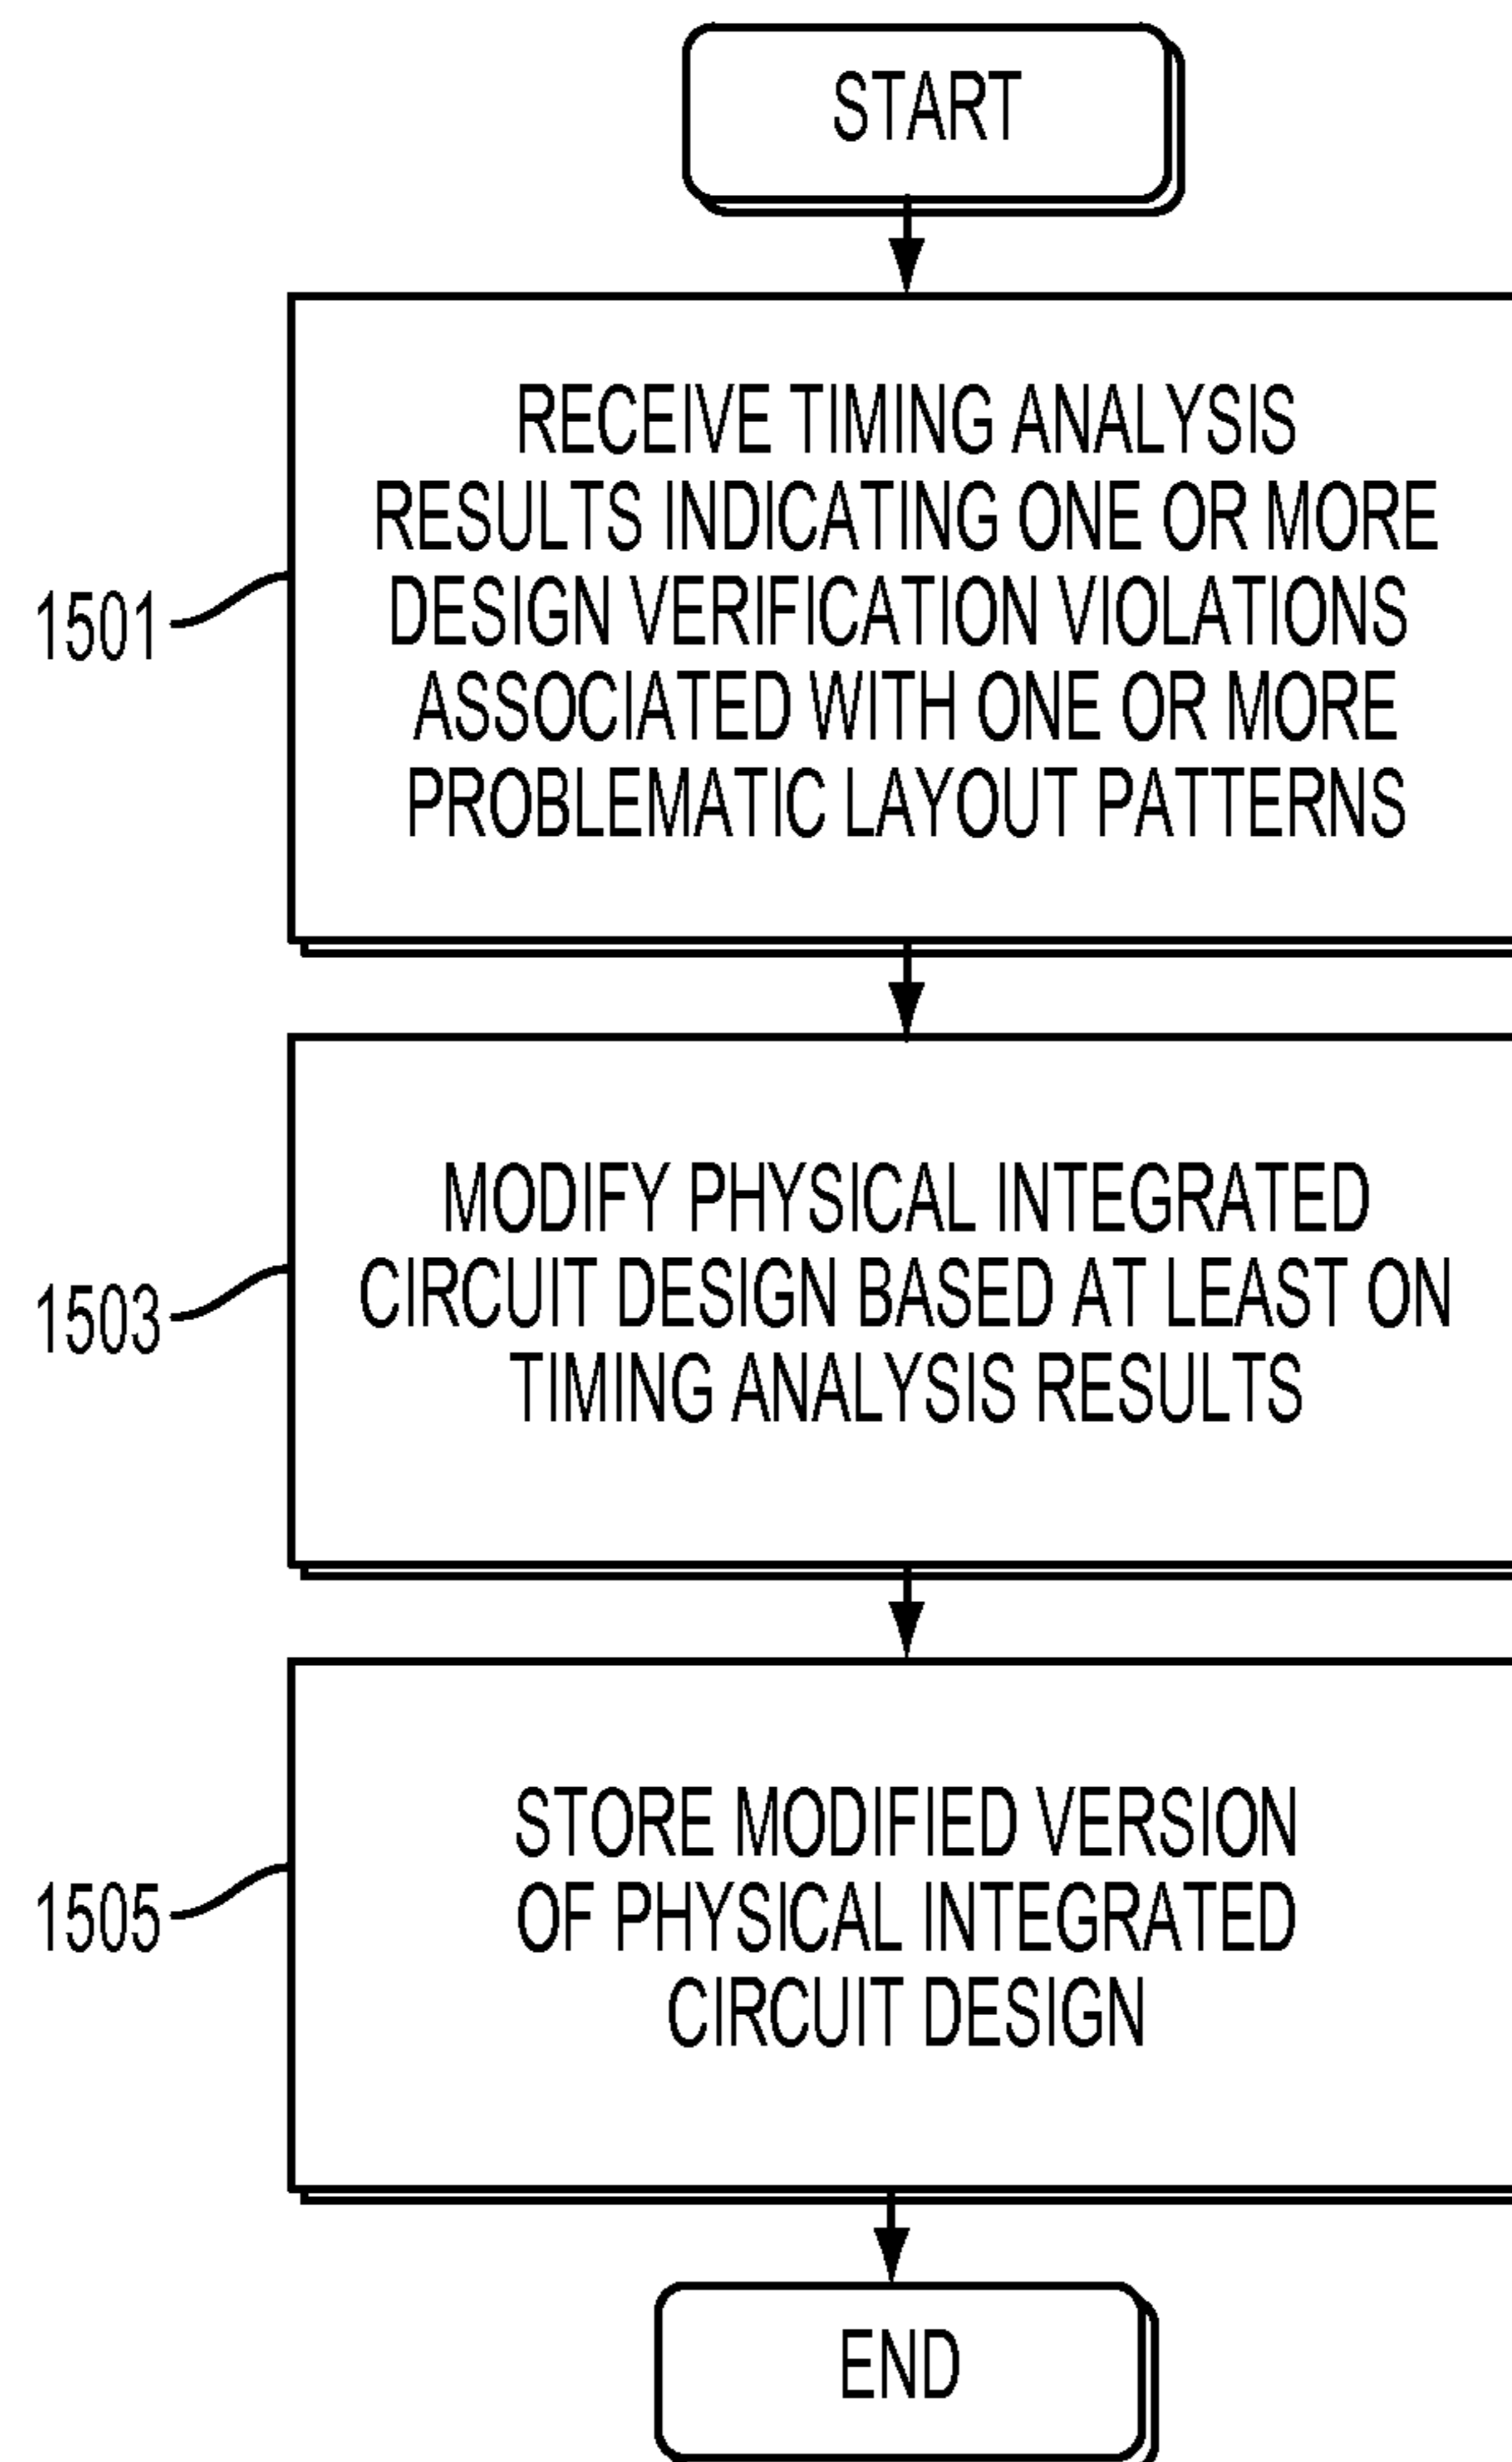 START
RECEIVE TIMING ANALYSIS
RESULTS INDICATING ONE OR MORE
DESIGN VERIFICATION VIOLATIONS
ASSOCIATED WITH ONE OR MORE
PROBLEMATIC LAYOUT PATTERNS
1501
MODIFY PHYSICAL INTEGRATED
CIRCUIT DESIGN BASED AT LEAST ON
TIMING ANALYSIS RESULTS
1503
STORE MODIFIED VERSION
OF PHYSICAL INTEGRATED
CIRCUIT DESIGN
1505
END